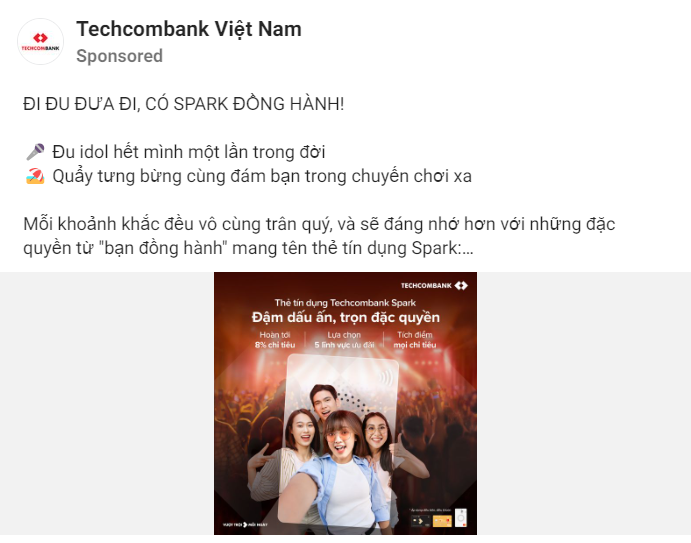 TECHCOMBANK
Techcombank Việt Nam
Sponsored
ĐI ĐU ĐƯA ĐI, CÓ SPARK ĐỒNG HÀNH!
🎤 Đu idol hết mình một lần trong đời
🏖️ Quẩy tưng bừng cùng đám bạn trong chuyến chơi xa
Mỗi khoảnh khắc đều vô cùng trân quý, và sẽ đáng nhớ hơn với những đặc
quyền từ "bạn đồng hành" mang tên thẻ tín dụng Spark:...
TECHCOMBANK
Thẻ tín dụng Techcombank Spark
Đậm dấu ấn, trọn đặc quyền
Hoàn tới Lựa chọn Tích điểm
8% chi tiêu 5 lĩnh vực ưu đãi mọi chi tiêu
VƯỢT TRỘI MỖI NGÀY